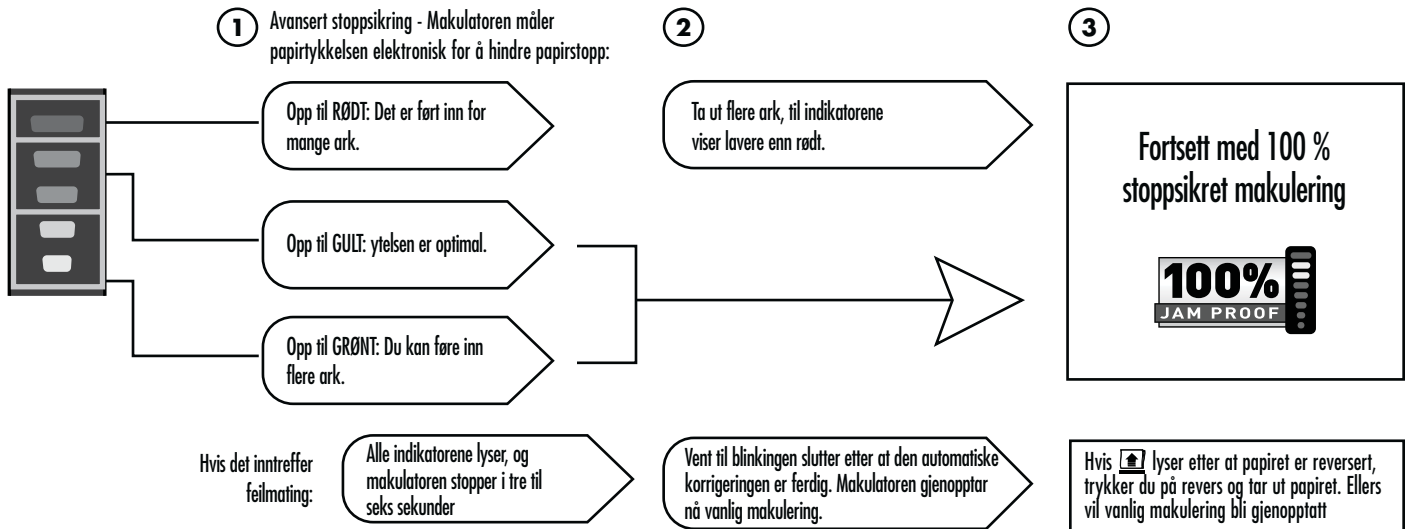 1
Avansert stoppsikring - Makulatoren måler
papirtykkelsen elektronisk for å hindre papirstopp:
2
3
Opp til RØDT: Det er ført inn for
mange ark.
Ta ut flere ark, til indikatorene
viser lavere enn rødt.
Fortsett med 100 %
stoppsikret makulering
Opp til GULT: ytelsen er optimal.
100%
JAM PROOF
Opp til GRØNT: Du kan føre inn
flere ark.
Hvis det inntreffer
feilmating:
Alle indikatorene lyser, og
makulatoren stopper i tre til
seks sekunder
Vent til blinkingen slutter etter at den automatiske
korrigeringen er ferdig. Makulatoren gjenopptar
nå vanlig makulering.
Hvis lyser etter at papiret er reversert,
trykker du på revers og tar ut papiret. Ellers
vil vanlig makulering bli gjenopptatt